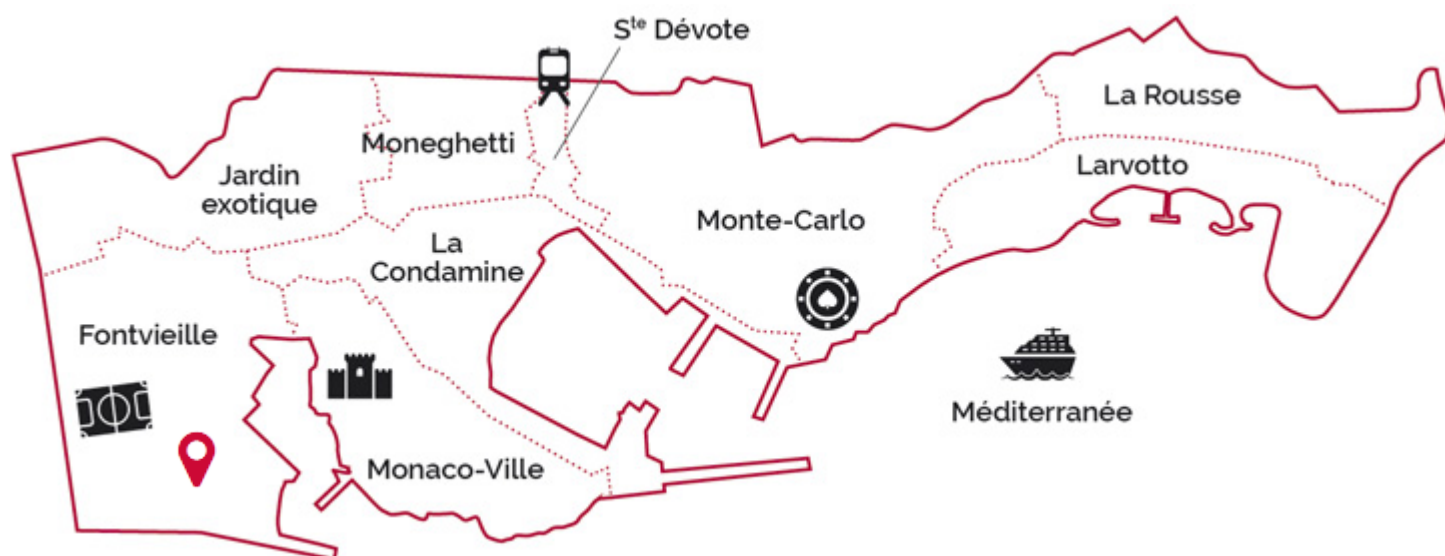 Sᵗᵉ Dévote
La Rousse
Moneghetti
Larvotto
Jardin
exotique
Monte-Carlo
La
Condamine
Fontvieille
Méditerranée
Monaco-Ville